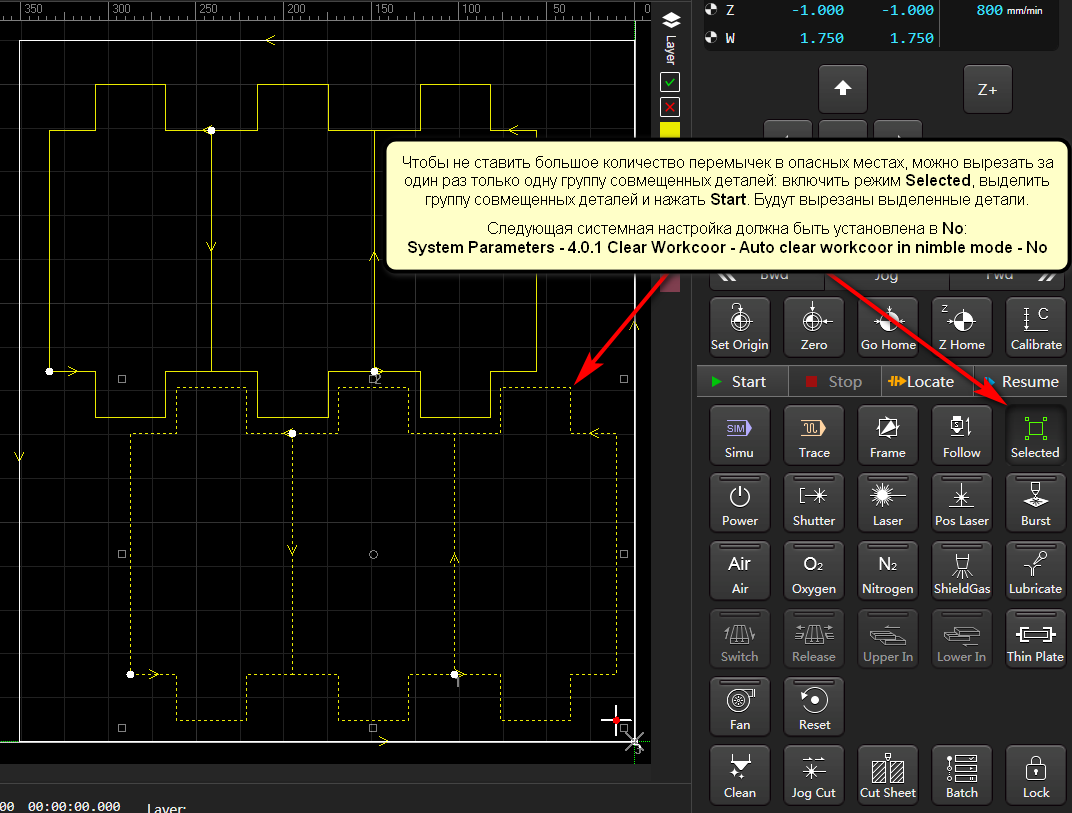 350 300 250 200 150 100 50 0
Layer
Z -1.000 -1.000 800 mm/min
W 1.750 1.750
Z+
Чтобы не ставить большое количество перемычек в опасных местах, можно вырезать за
один раз только одну группу совмещенных деталей: включить режим Selected, выделить
группу совмещенных деталей и нажать Start. Будут вырезаны выделенные детали.
Следующая системная настройка должна быть установлена в No:
System Parameters - 4.0.1 Clear Workcoor - Auto clear workcoor in nimble mode - No
Bwd Jog Fwd
Z C
Set Origin Zero Go Home Z Home Calibrate
Start Stop Locate Resume
SIM S
Simu Trace Frame Follow Selected
Power Shutter Laser Pos Laser Burst
Air O₂ N₂
Air Oxygen Nitrogen ShieldGas Lubricate
Switch Release Upper In Lower In Thin Plate
Fan Reset
Clean Jog Cut Cut Sheet Batch Lock
2
1
3
00 00:00:00.000 Layer: